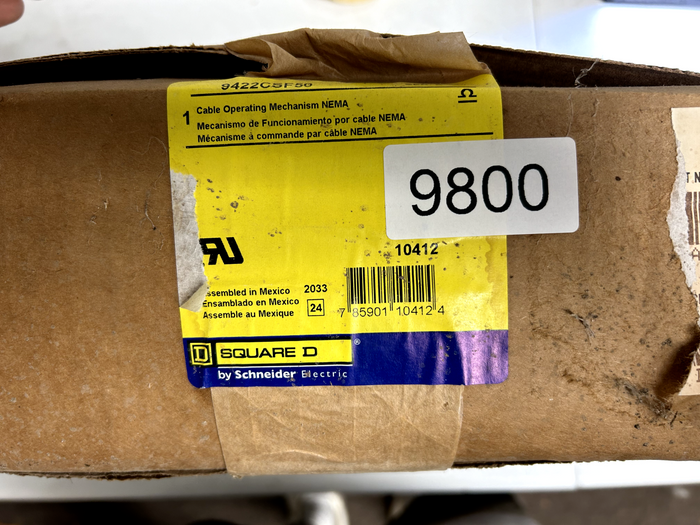 9422CSF50
1
Cable Operating Mechanism NEMA
Mecanismo de Funcionamiento por cable NEMA
Mécanisme à commande par câble NEMA
9800
10412
Assembled in Mexico 2033
Ensamblado en Mexico 24
Assemble au Mexique
7 85901 10412 4
D SQUARE D ®
by Schneider Electric
T.N